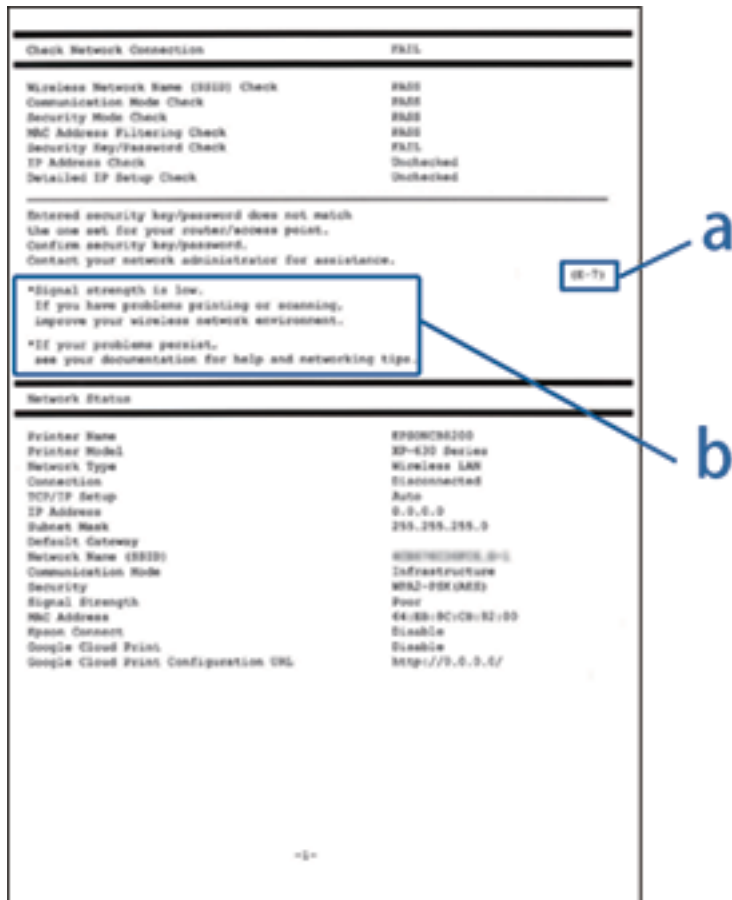 Check Network Connection FAIL
Wireless Network Name (SSID) Check PASS
Communication Mode Check PASS
Security Mode Check PASS
MAC Address Filtering Check PASS
Security Key/Password Check FAIL
IP Address Check Unchecked
Detailed IP Setup Check Unchecked
Entered security key/password does not match
the one set for your router/access point.
Confirm security key/password.
Contact your network administrator for assistance.
(E-7)
a
*Signal strength is low.
If you have problems printing or scanning,
improve your wireless network environment.
*If your problems persist,
see your documentation for help and networking tips.
b
Network Status
Printer Name
Printer Model XP-630 Series
Network Type Wireless LAN
Connection Disconnected
TCP/IP Setup Auto
IP Address 0.0.0.0
Subnet Mask 255.255.255.0
Default Gateway
Network Name (SSID)
Communication Mode Infrastructure
Security WPA2-PSK(AES)
Signal Strength Poor
MAC Address
Epson Connect Disable
Google Cloud Print Disable
Google Cloud Print Configuration URL http://0.0.0.0/
-1-